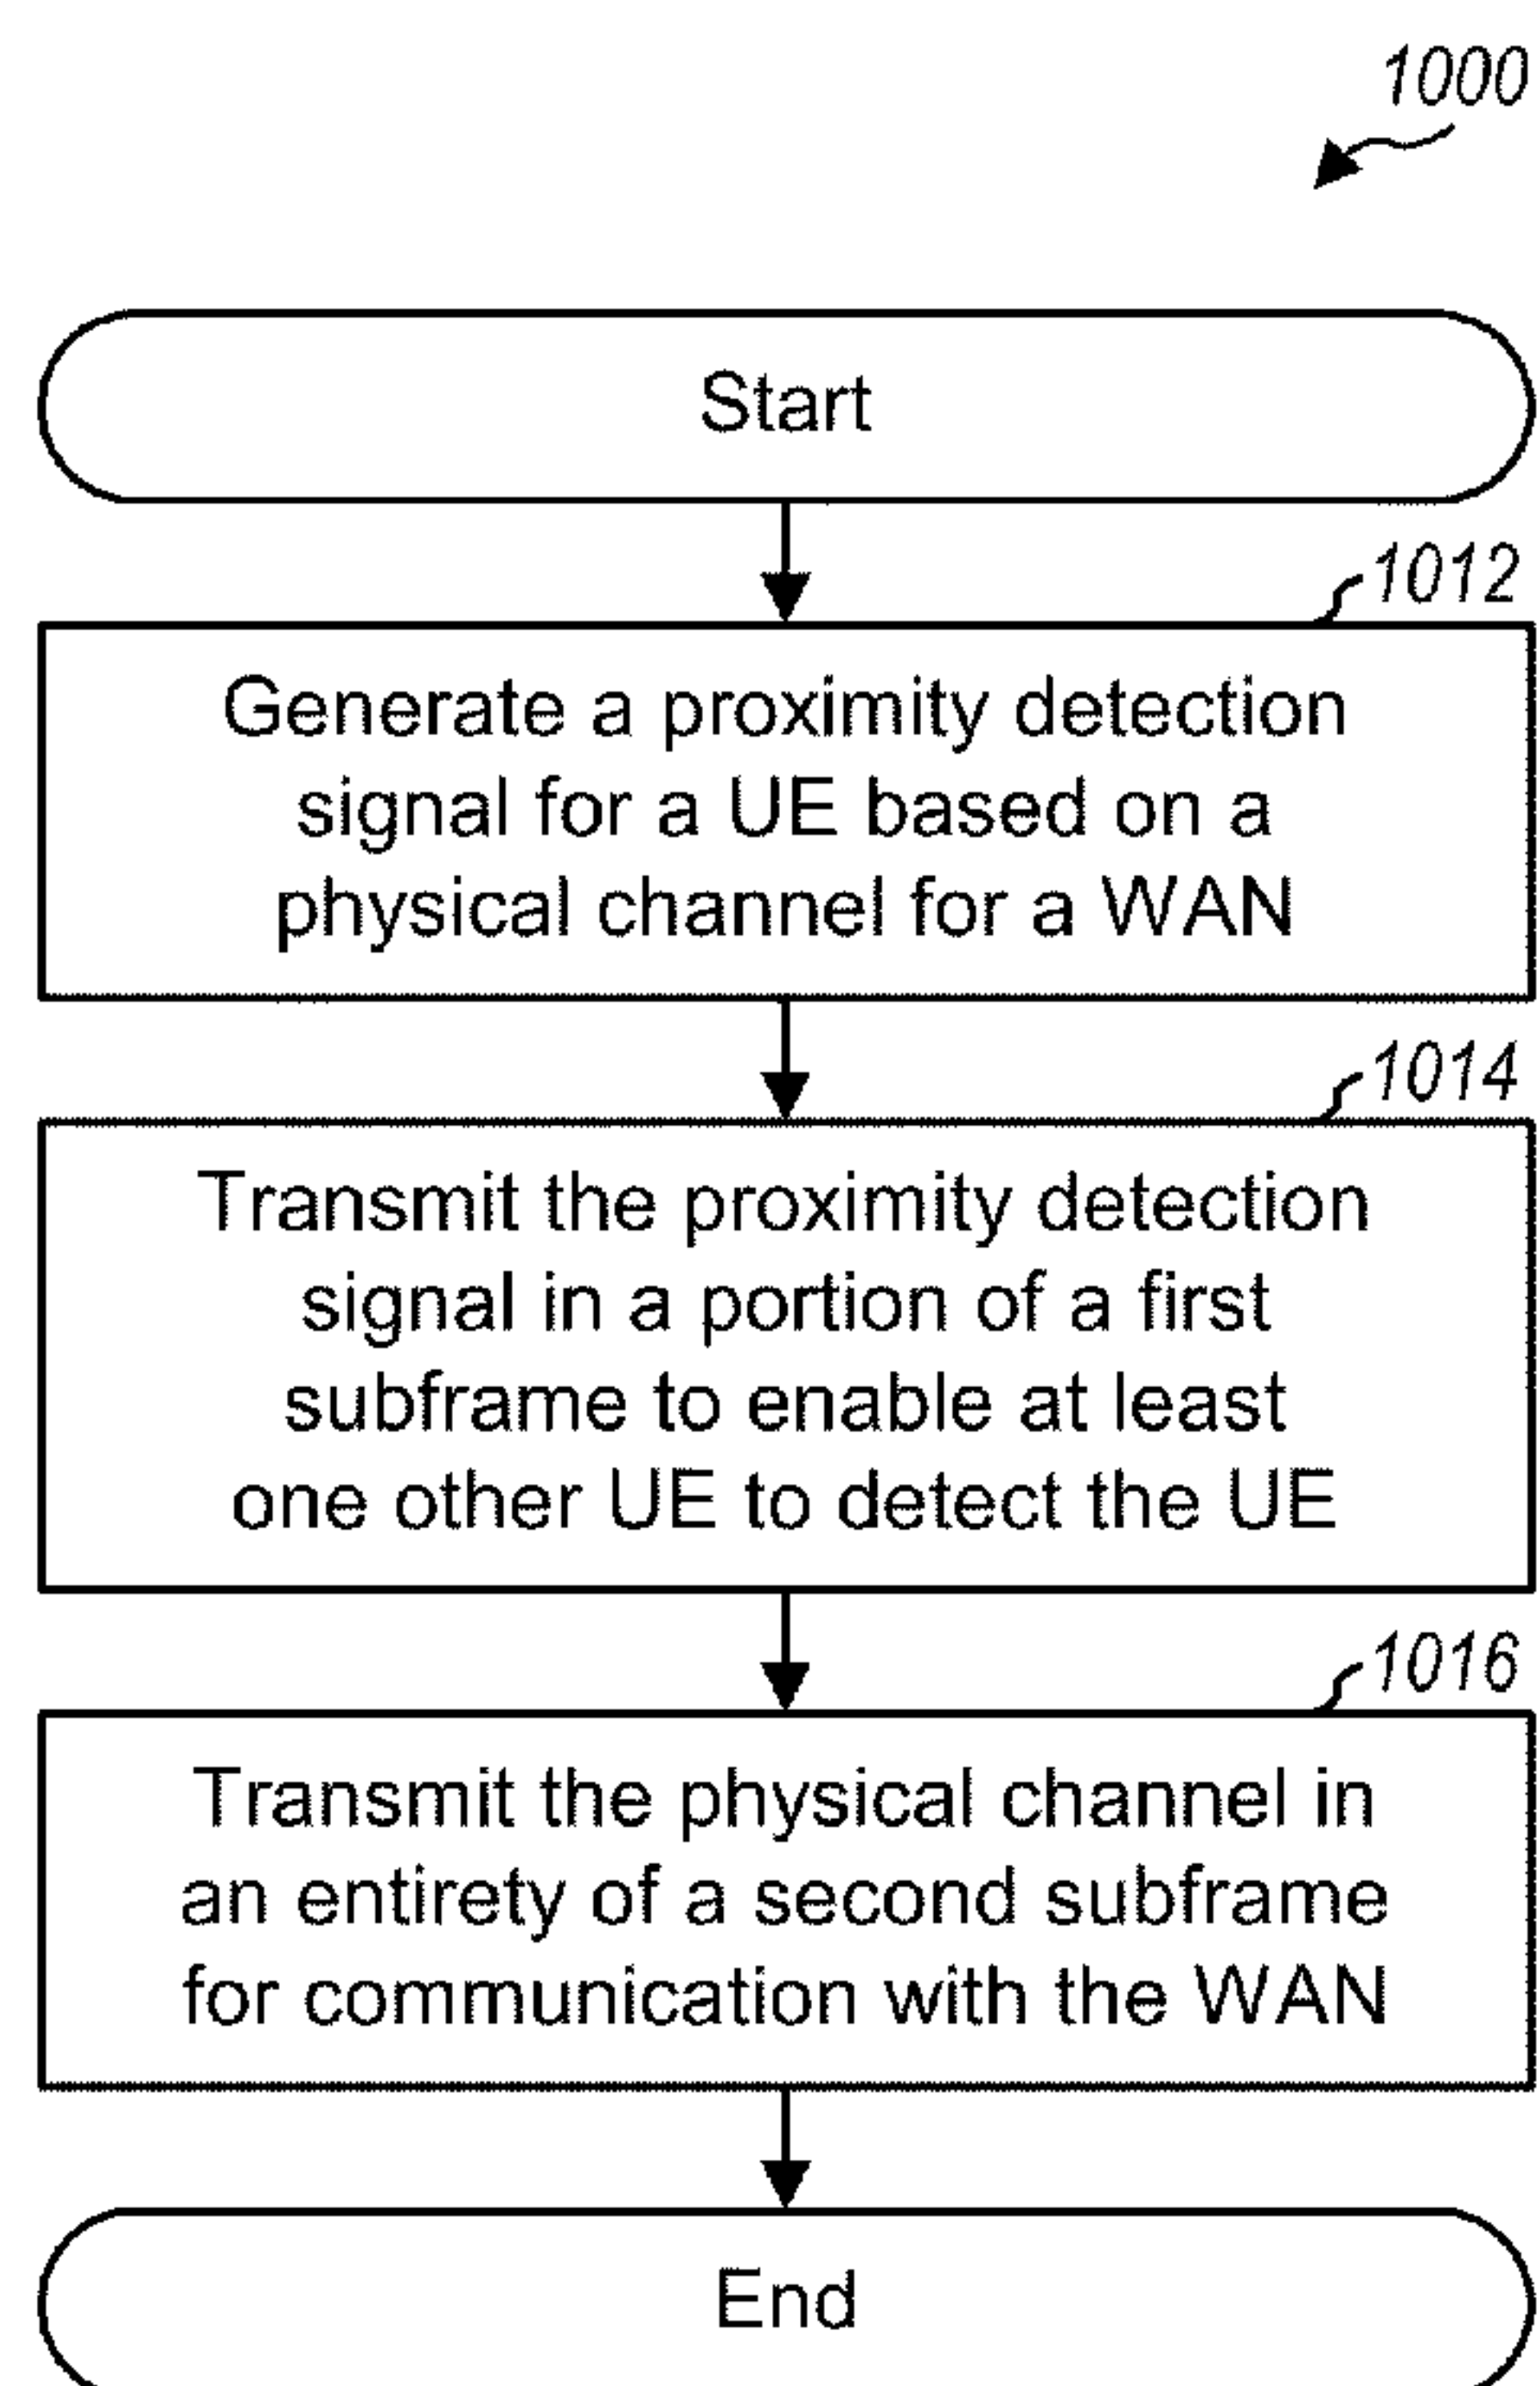 1000
Start
1012
Generate a proximity detection
signal for a UE based on a
physical channel for a WAN
1014
Transmit the proximity detection
signal in a portion of a first
subframe to enable at least
one other UE to detect the UE
1016
Transmit the physical channel in
an entirety of a second subframe
for communication with the WAN
End